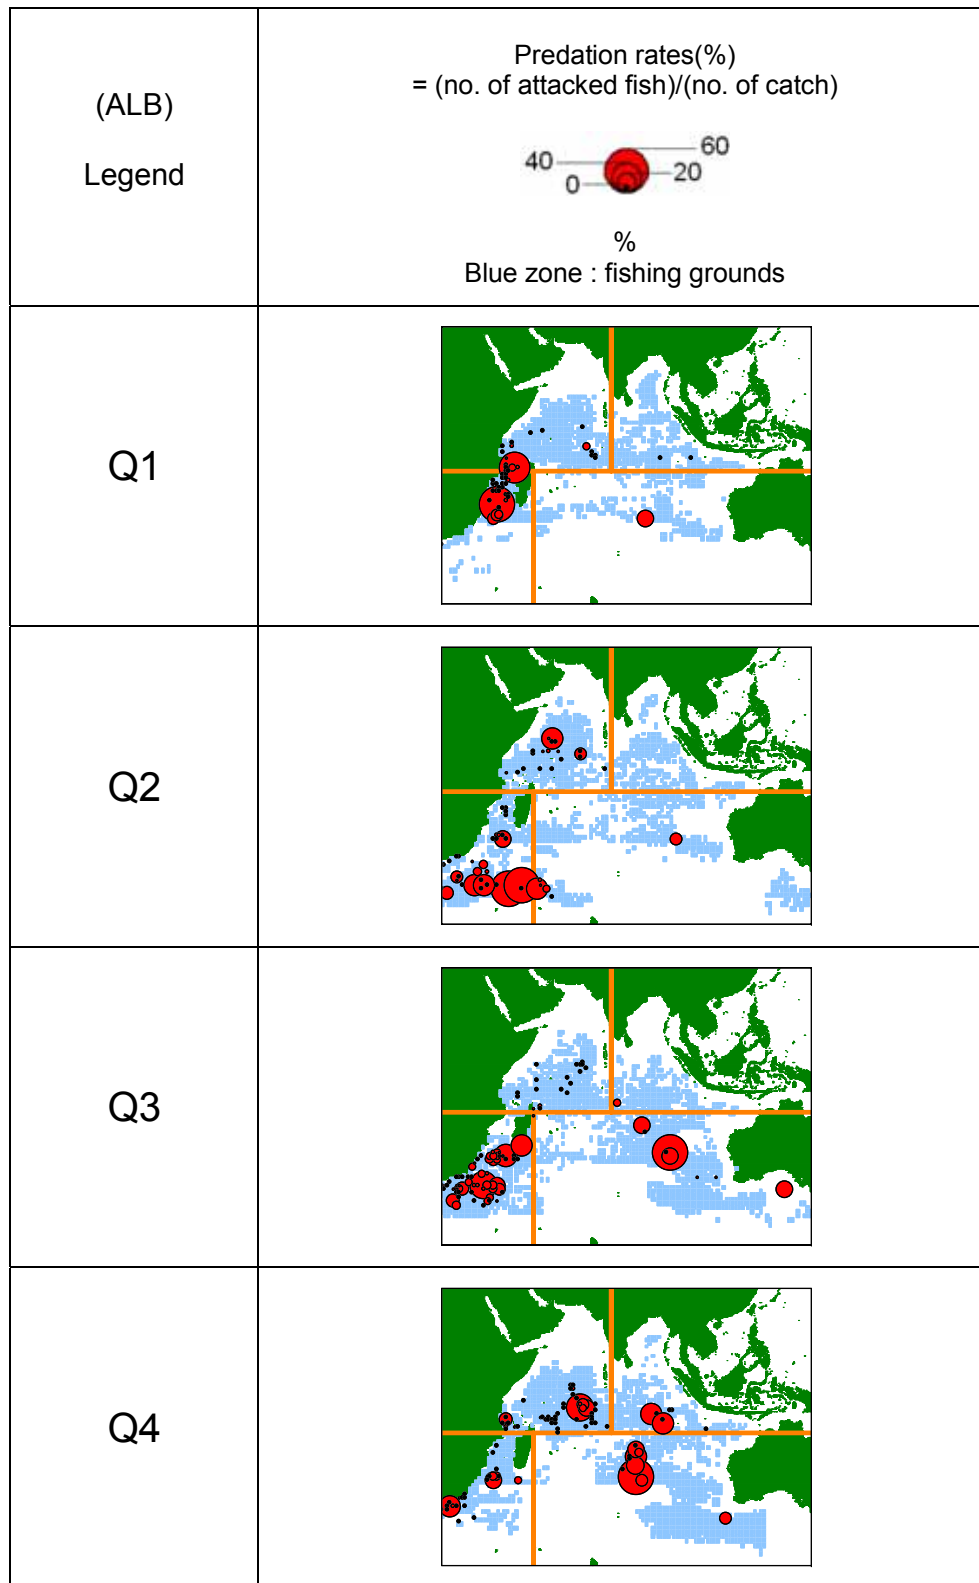 (ALB)
Legend
Predation rates(%)
= (no. of attacked fish)/(no. of catch)
60
40
20
0
%
Blue zone : fishing grounds
Q1
Q2
Q3
Q4